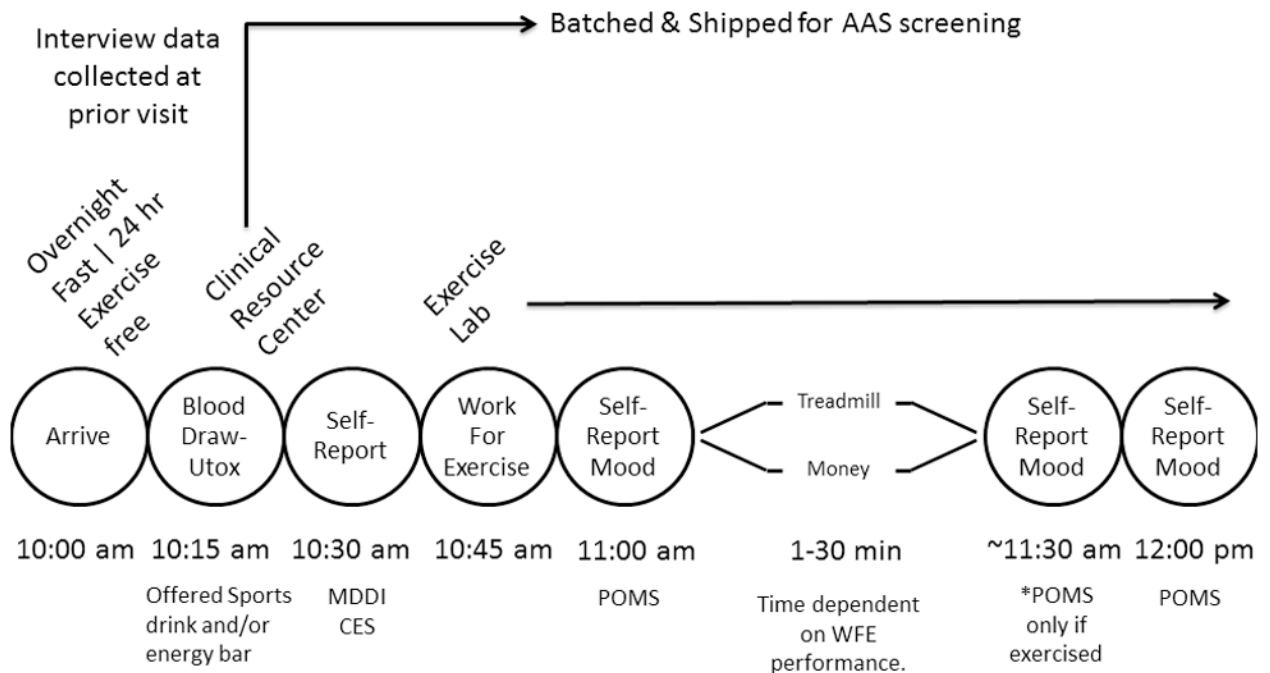 Interview data
collected at
prior visit
Batched & Shipped for AAS screening
Overnight
Fast | 24 hr
Exercise
free
Clinical
Resource
Center
Exercise
Lab
Arrive
Blood
Draw-
Utox
Self-
Report
Work
For
Exercise
Self-
Report
Mood
Treadmill
Money
Self-
Report
Mood
Self-
Report
Mood
10:00 am
10:15 am
10:30 am
10:45 am
11:00 am
1-30 min
~11:30 am
12:00 pm
Offered Sports
drink and/or
energy bar
MDDI
CES
POMS
Time dependent
on WFE
performance.
*POMS
only if
exercised
POMS